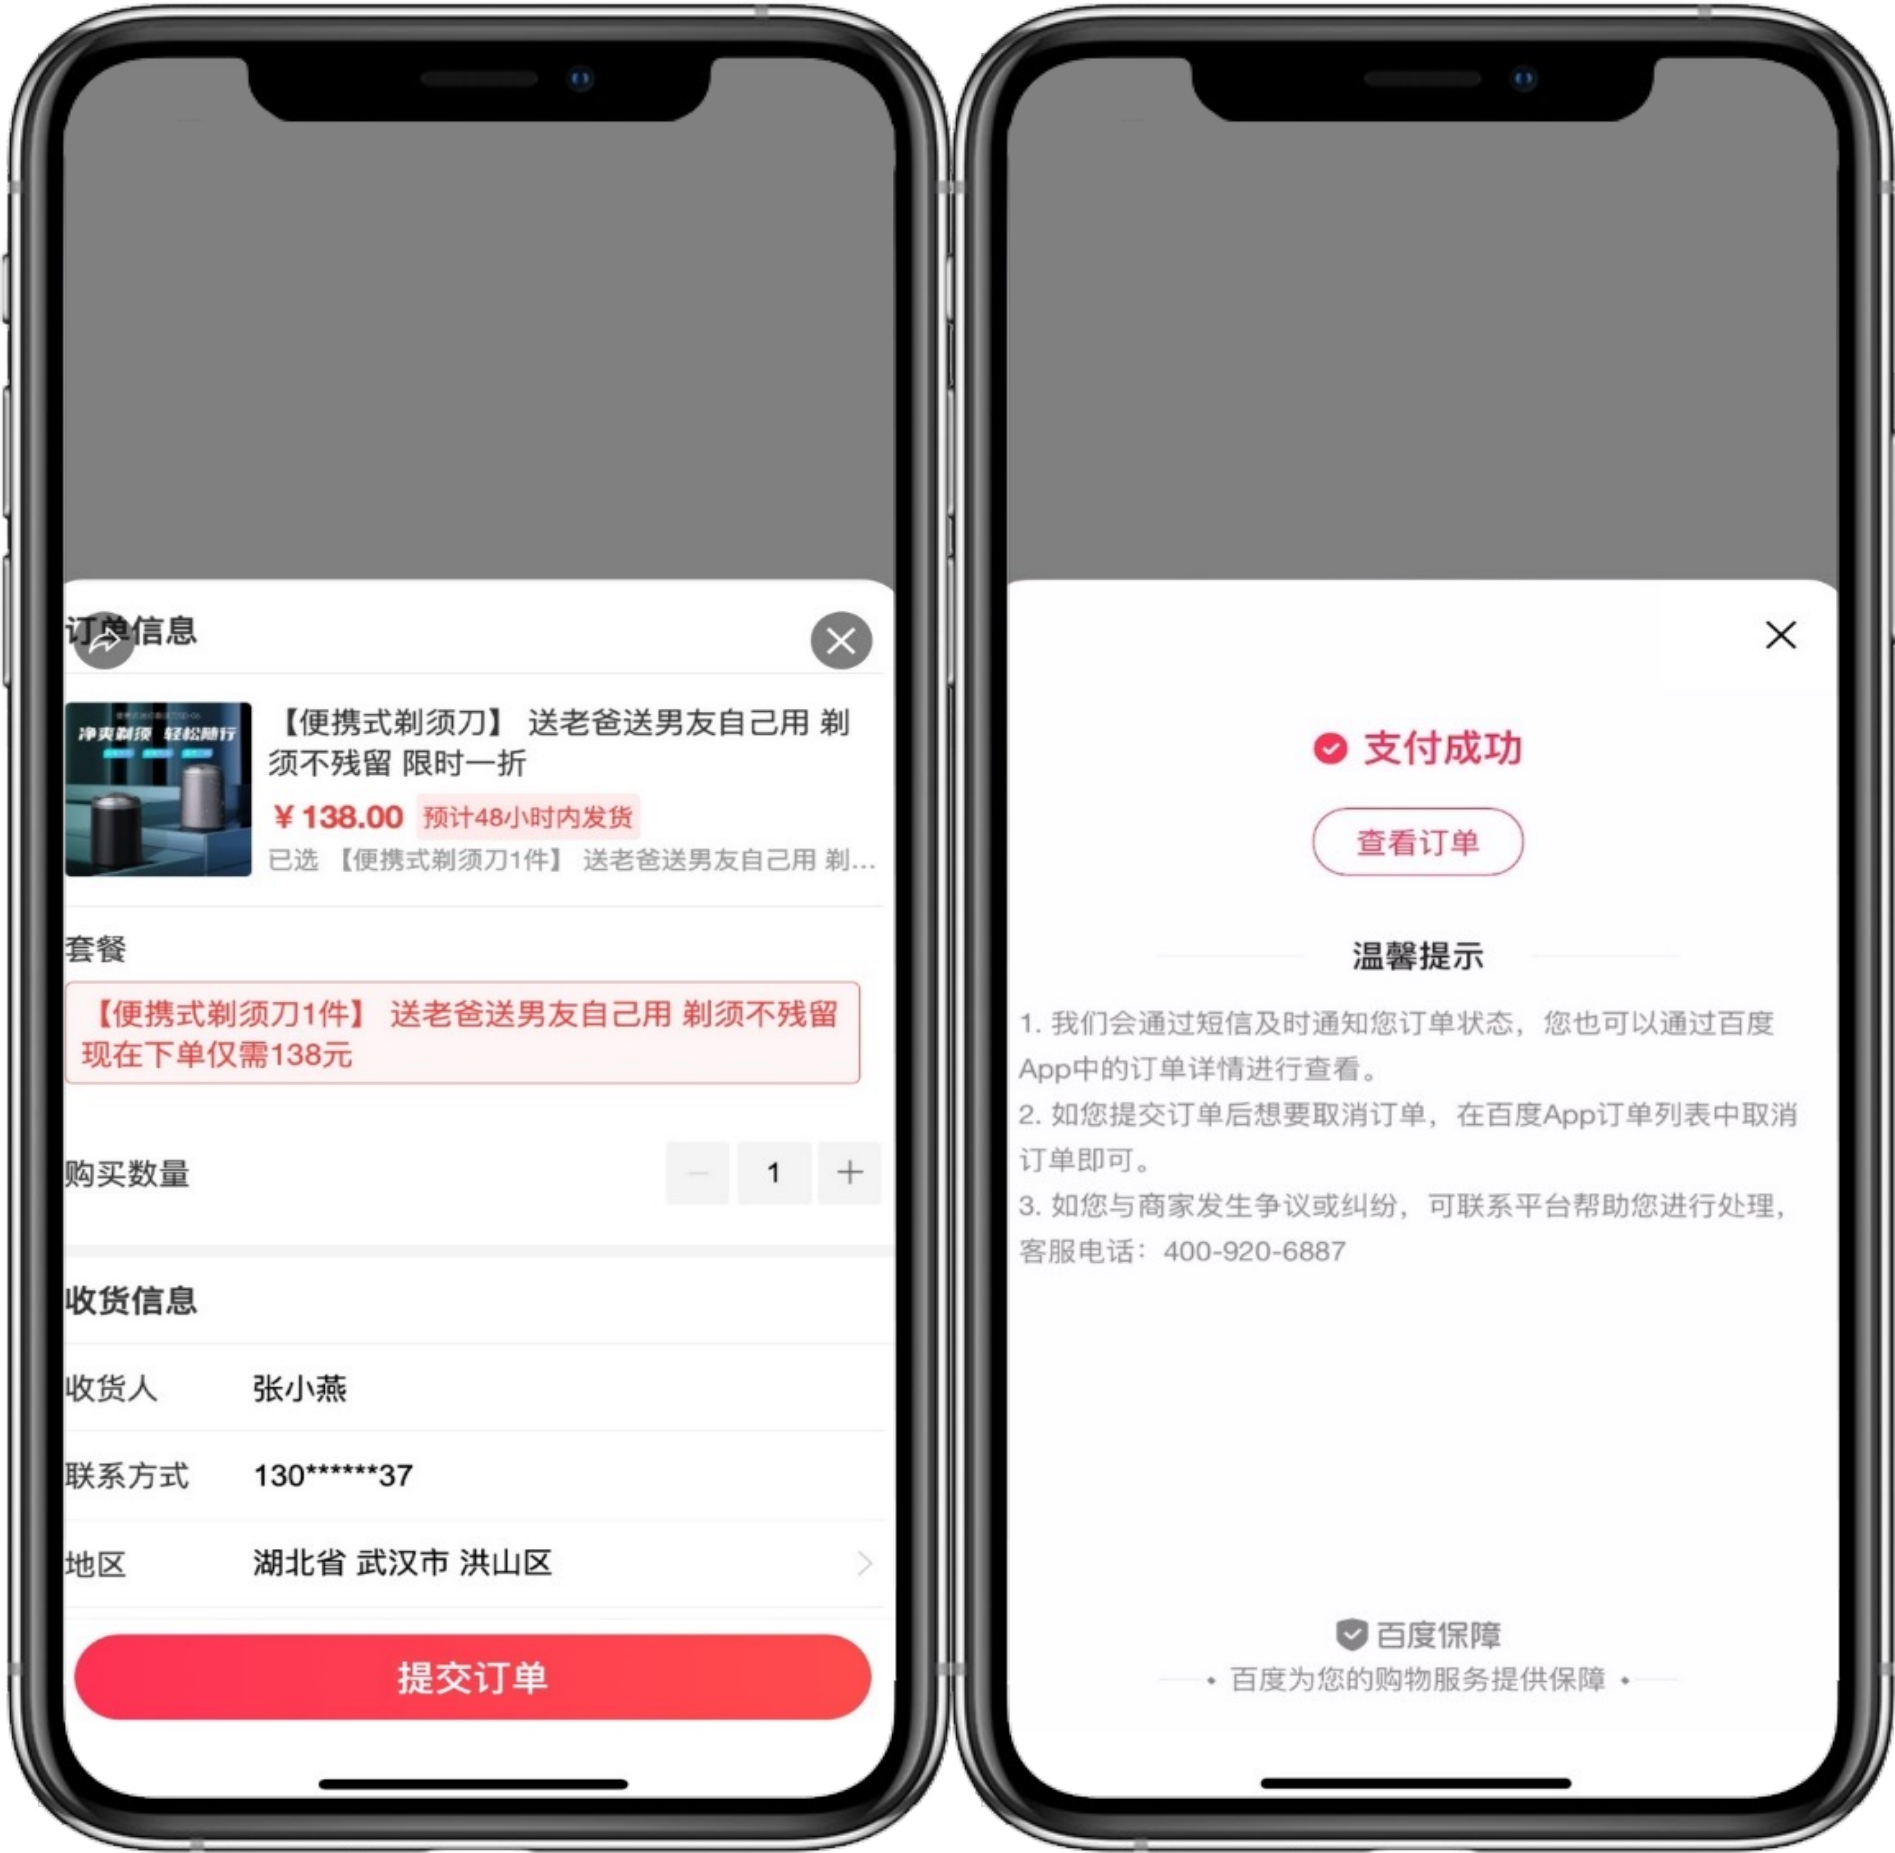 订单信息
净爽剃须 轻松随行
【便携式剃须刀】 送老爸送男友自己用 剃
须不残留 限时一折
¥138.00 预计48小时内发货
已选 【便携式剃须刀1件】 送老爸送男友自己用 剃...
套餐
【便携式剃须刀1件】 送老爸送男友自己用 剃须不残留
现在下单仅需138元
购买数量 1
收货信息
收货人 张小燕
联系方式 130******37
地区 湖北省 武汉市 洪山区
提交订单
支付成功
查看订单
温馨提示
1. 我们会通过短信及时通知您订单状态，您也可以通过百度
App中的订单详情进行查看。
2. 如您提交订单后想要取消订单，在百度App订单列表中取消
订单即可。
3. 如您与商家发生争议或纠纷，可联系平台帮助您进行处理，
客服电话：400-920-6887
百度保障
百度为您的购物服务提供保障